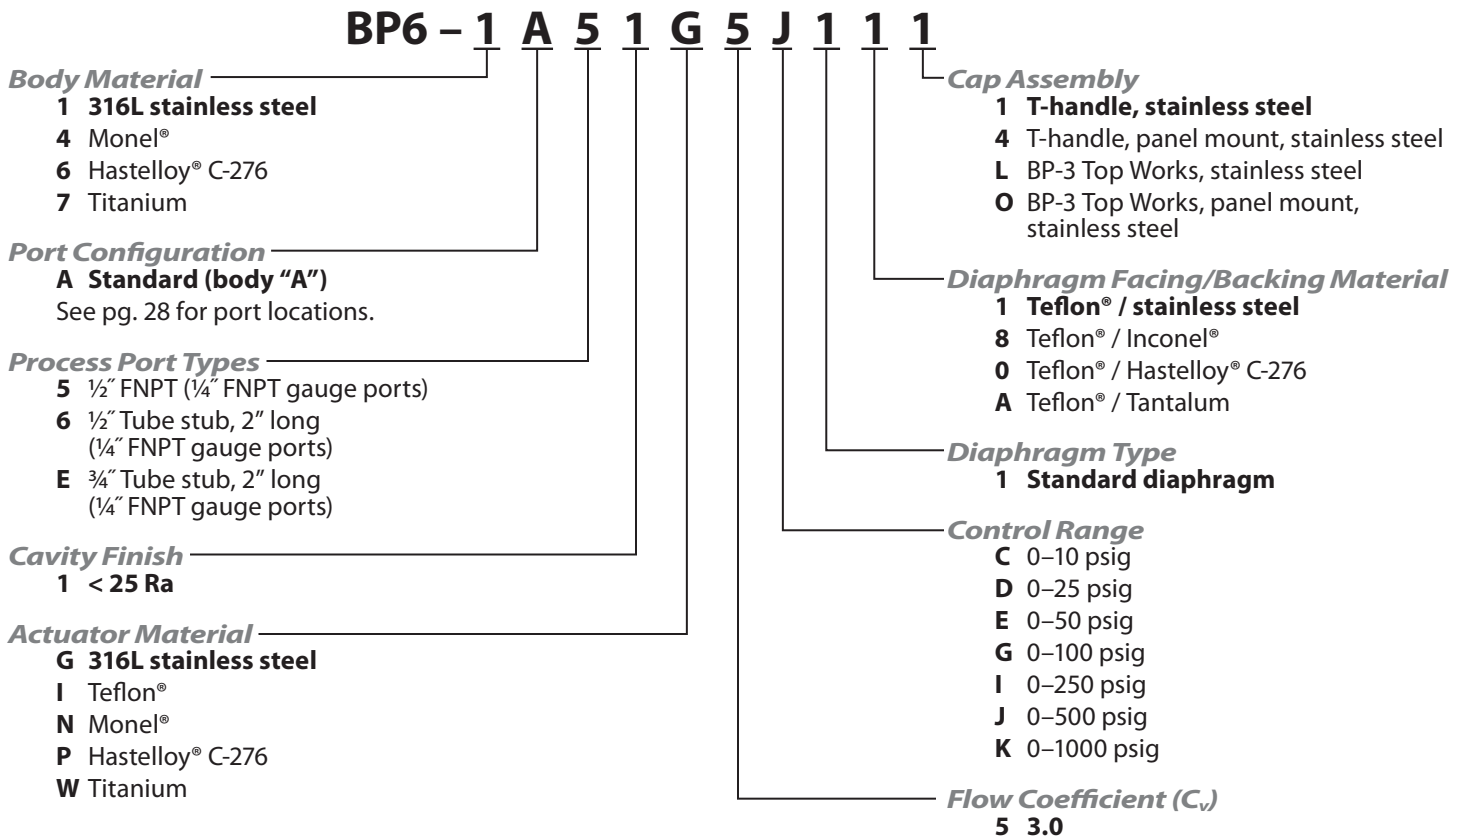 BP6 – 1 A 5 1 G 5 J 1 1 1
Body Material
1 316L stainless steel
4 Monel®
6 Hastelloy® C-276
7 Titanium
Port Configuration
A Standard (body “A”)
See pg. 28 for port locations.
Process Port Types
5 ½˝ FNPT (¼˝ FNPT gauge ports)
6 ½˝ Tube stub, 2” long
(¼˝ FNPT gauge ports)
E ¾˝ Tube stub, 2” long
(¼˝ FNPT gauge ports)
Cavity Finish
1 < 25 Ra
Actuator Material
G 316L stainless steel
I Teflon®
N Monel®
P Hastelloy® C-276
W Titanium
Cap Assembly
1 T-handle, stainless steel
4 T-handle, panel mount, stainless steel
L BP-3 Top Works, stainless steel
O BP-3 Top Works, panel mount,
stainless steel
Diaphragm Facing/Backing Material
1 Teflon® / stainless steel
8 Teflon® / Inconel®
0 Teflon® / Hastelloy® C-276
A Teflon® / Tantalum
Diaphragm Type
1 Standard diaphragm
Control Range
C 0–10 psig
D 0–25 psig
E 0–50 psig
G 0–100 psig
I 0–250 psig
J 0–500 psig
K 0–1000 psig
Flow Coefficient (Cv)
5 3.0